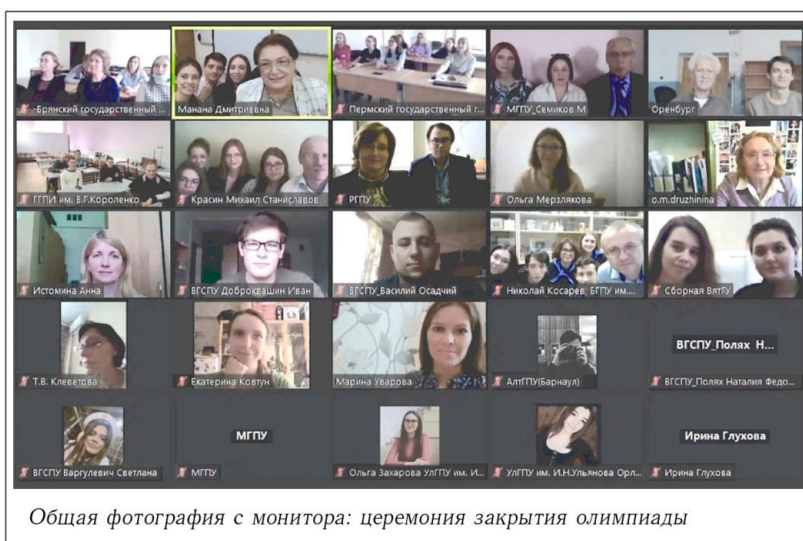 -Брянский государственный ...
Манана Дмитриевна
Пермский государственный г...
МГПУ_Семиков М
Оренбург
ГГПИ им. В.Г.Короленко
Красин Михаил Станиславов...
РГПУ
Ольга Мерзлякова
o.m.druzhinina
Истомина Анна
ВГСПУ Доброквашин Иван
ВГСПУ_Василий Осадчий
Николай Косарев, БГПУ им....
Сборная ВятГУ
ВГСПУ_Полях Н...
Т.В. Клеветова
Екатерина Ковтун
Марина Уварова
АлтГПУ(Барнаул)
ВГСПУ_Полях Наталия Федо...
МГПУ
Ирина Глухова
ВГСПУ Варгулевич Светлана
МГПУ
Ольга Захарова УлГПУ им. И...
УлГПУ им. И.Н.Ульянова Орл...
Ирина Глухова
Общая фотография с монитора: церемония закрытия олимпиады